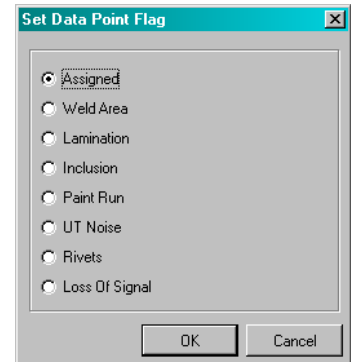 Set Data Point Flag
Assigned
Weld Area
Lamination
Inclusion
Paint Run
UT Noise
Rivets
Loss Of Signal
OK Cancel